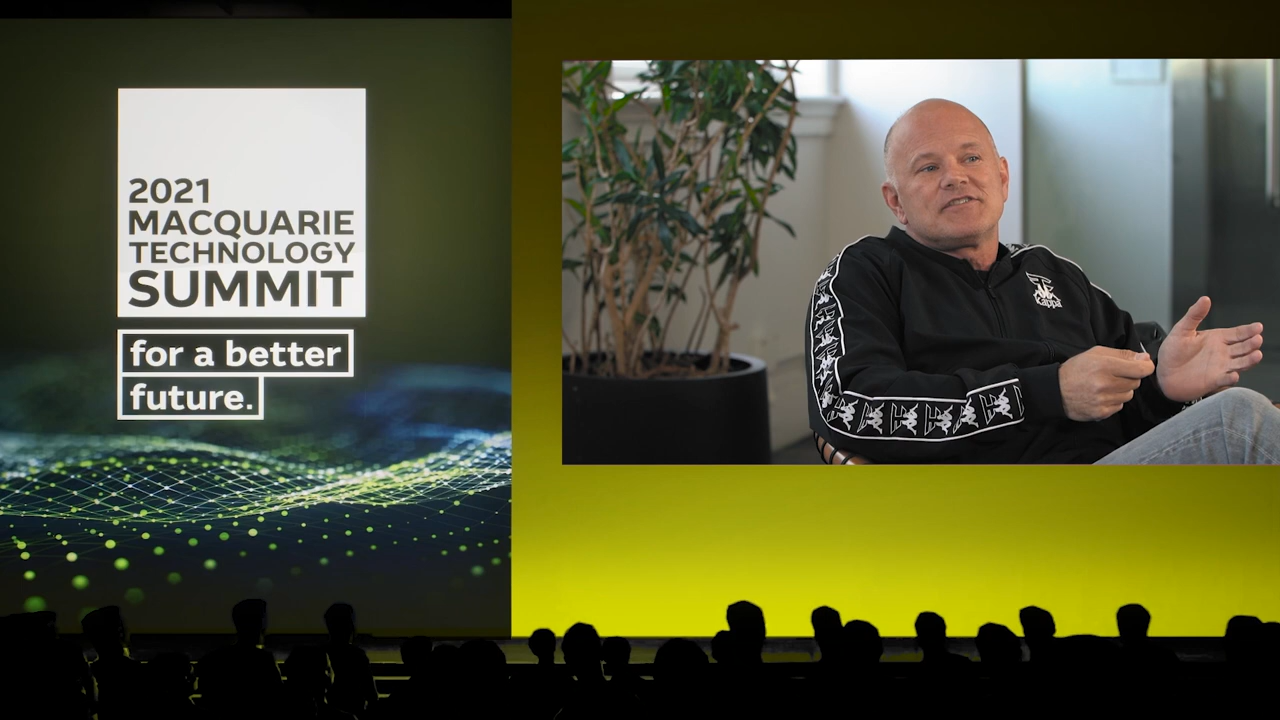 2021
MACQUARIE
TECHNOLOGY
SUMMIT
for a better
future.
Kappa